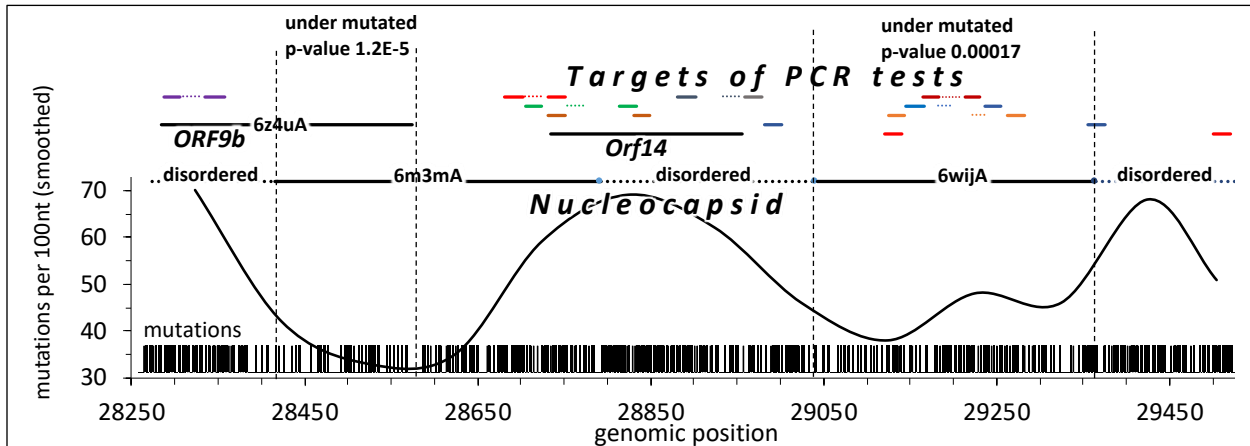 under mutated
p-value 1.2E-5
under mutated
p-value 0.00017
Targets of PCR tests
6z4uA
ORF9b
Orf14
disordered
6m3mA
disordered
6wijA
disordered
Nucleocapsid
mutations per 100nt (smoothed)
70
60
50
40
30
mutations
28250
28450
28650
28850
29050
29250
29450
genomic position